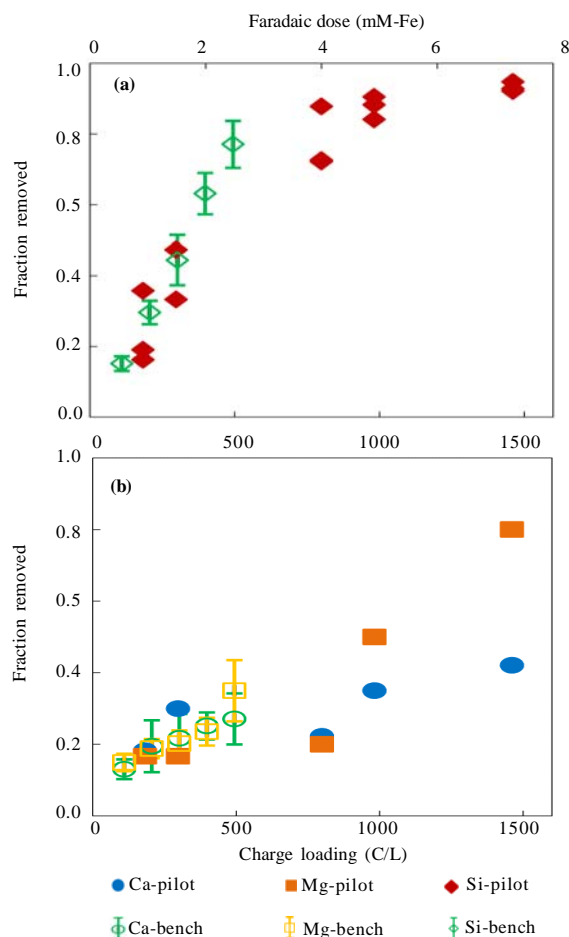 Faradaic dose (mM-Fe)
0 2 4 6 8
1.0
(a)
0.8
0.5
0.4
0.2
0.0
Fraction removed
0 500 1000 1500
1.0
(b)
0.8
0.5
0.4
0.2
0.0
Fraction removed
0 500 1000 1500
Charge loading (C/L)
Ca-pilot Mg-pilot Si-pilot
Ca-bench Mg-bench Si-bench